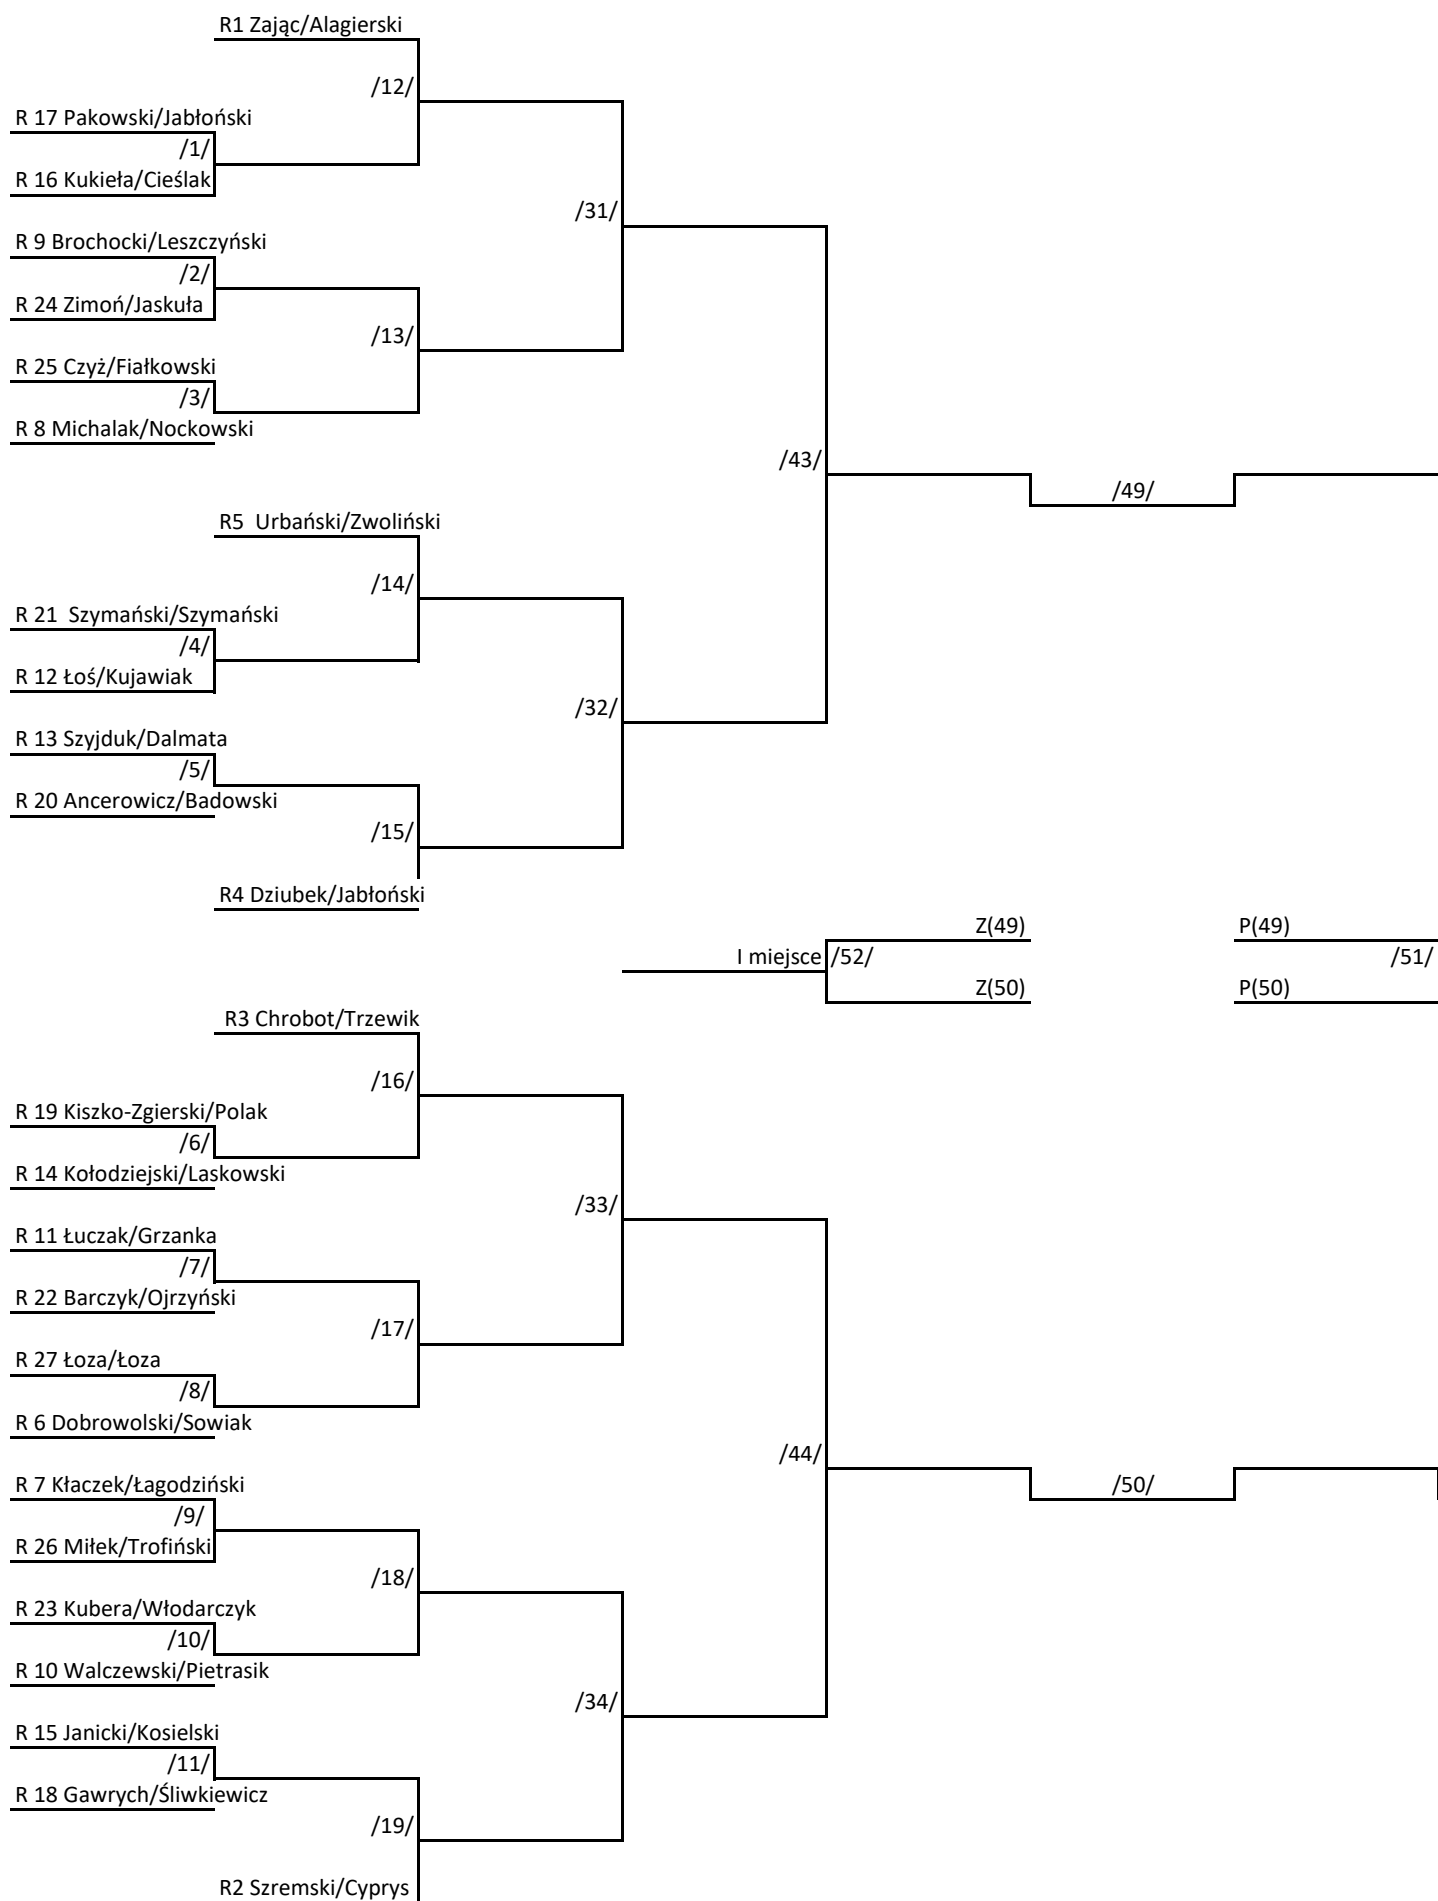 R1 Zając/Alagierski
/12/
R 17 Pakowski/Jabłoński
/1/
R 16 Kukieła/Cieślak
/31/
R 9 Brochocki/Leszczyński
/2/
R 24 Zimoń/Jaskuła
/13/
R 25 Czyż/Fiałkowski
/3/
R 8 Michalak/Nockowski
/43/
/49/
R5  Urbański/Zwoliński
/14/
R 21  Szymański/Szymański
/4/
R 12 Łoś/Kujawiak
/32/
R 13 Szyjduk/Dalmata
/5/
R 20 Ancerowicz/Badowski
/15/
R4 Dziubek/Jabłoński
Z(49) P(49)
I miejsce /52/ /51/
Z(50) P(50)
R3 Chrobot/Trzewik
/16/
R 19 Kiszko-Zgierski/Polak
/6/
R 14 Kołodziejski/Laskowski
/33/
R 11 Łuczak/Grzanka
/7/
R 22 Barczyk/Ojrzyński
/17/
R 27 Łoza/Łoza
/8/
R 6 Dobrowolski/Sowiak
/44/
R 7 Kłaczek/Łagodziński
/50/
/9/
R 26 Miłek/Trofiński
/18/
R 23 Kubera/Włodarczyk
/10/
R 10 Walczewski/Pietrasik
/34/
R 15 Janicki/Kosielski
/11/
R 18 Gawrych/Śliwkiewicz
/19/
R2 Szremski/Cyprys